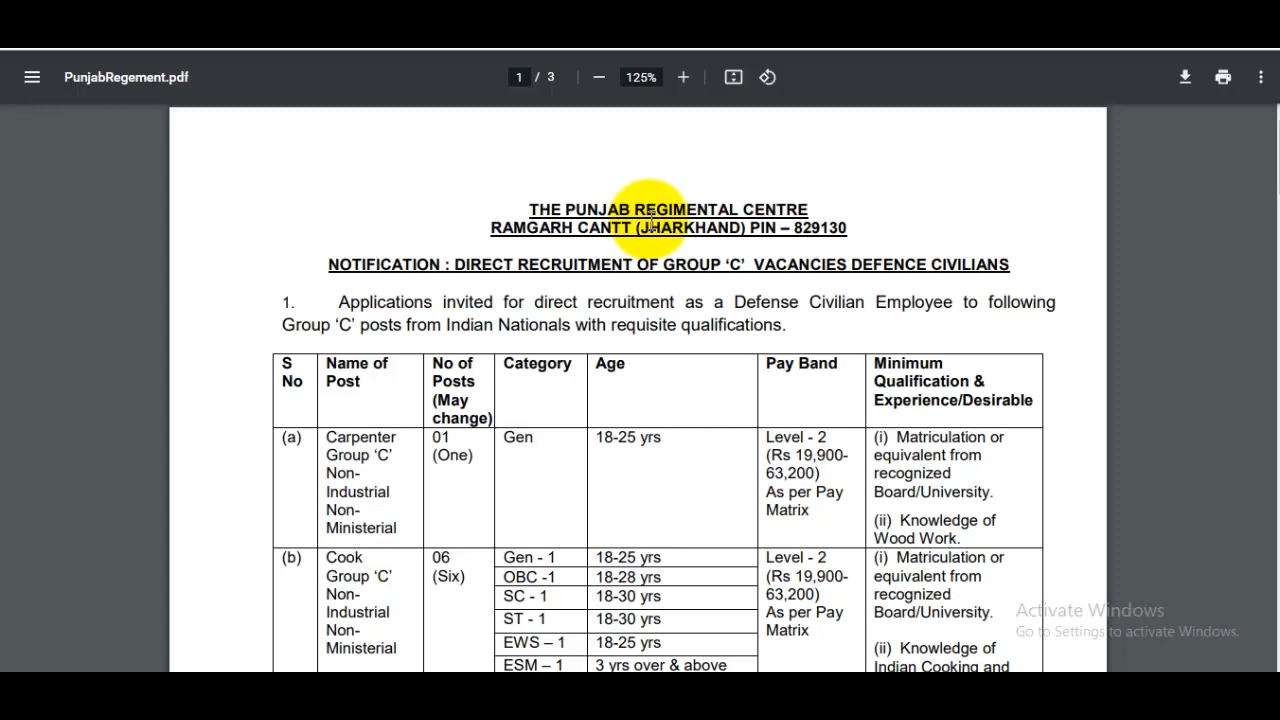 PunjabRegement.pdf
1 / 3
125%
THE PUNJAB REGIMENTAL CENTRE
RAMGARH CANTT (JHARKHAND) PIN – 829130
NOTIFICATION : DIRECT RECRUITMENT OF GROUP ‘C’ VACANCIES DEFENCE CIVILIANS
1. Applications invited for direct recruitment as a Defense Civilian Employee to following
Group ‘C’ posts from Indian Nationals with requisite qualifications.
S
No
Name of
Post
No of
Posts
(May
change)
Category
Age
Pay Band
Minimum
Qualification &
Experience/Desirable
(a)
Carpenter
Group ‘C’
Non-
Industrial
Non-
Ministerial
01
(One)
Gen
18-25 yrs
Level - 2
(Rs 19,900-
63,200)
As per Pay
Matrix
(i) Matriculation or
equivalent from
recognized
Board/University.
(ii) Knowledge of
Wood Work.
(b)
Cook
Group ‘C’
Non-
Industrial
Non-
Ministerial
06
(Six)
Gen - 1
18-25 yrs
OBC -1
18-28 yrs
SC - 1
18-30 yrs
ST - 1
18-30 yrs
EWS – 1
18-25 yrs
ESM – 1
3 yrs over & above
Level - 2
(Rs 19,900-
63,200)
As per Pay
Matrix
(i) Matriculation or
equivalent from
recognized
Board/University.
(ii) Knowledge of
Indian Cooking and
Activate Windows
Go to Settings to activate Windows.